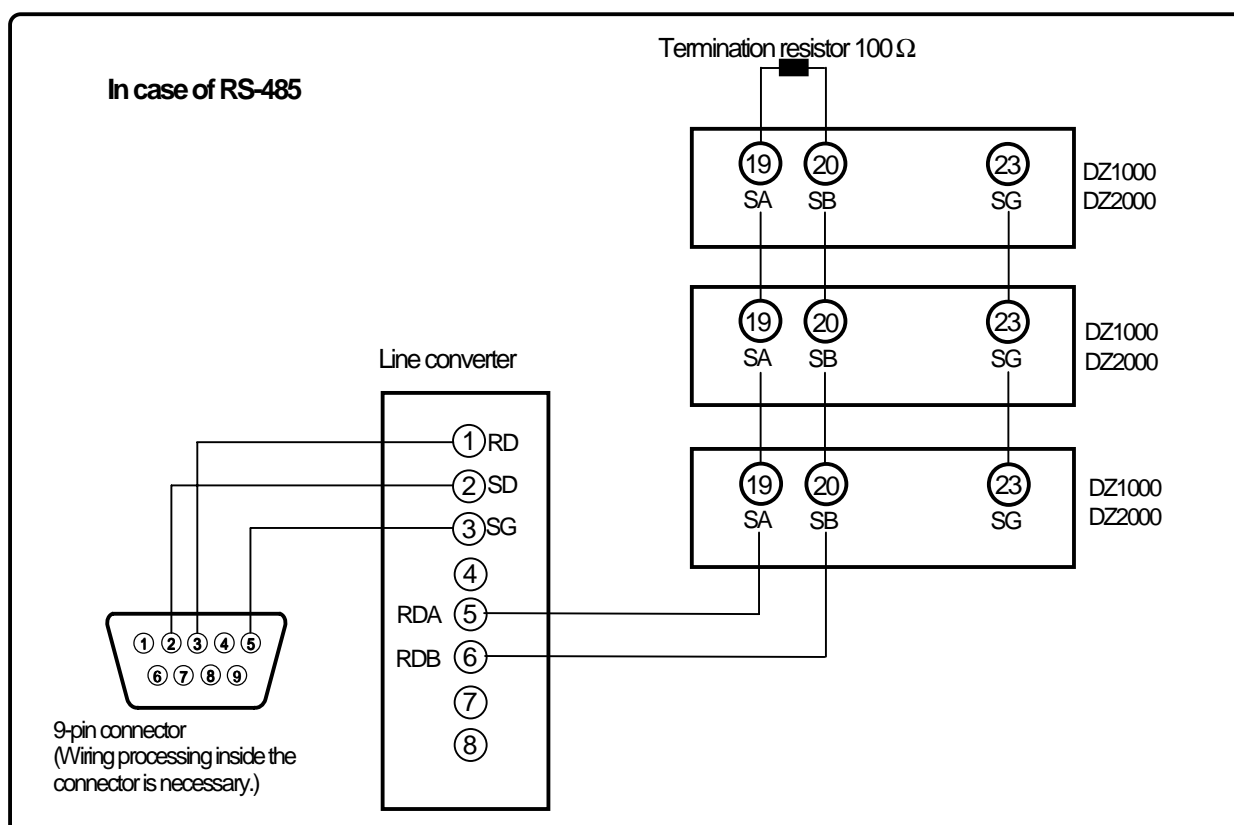 In case of RS-485
Termination resistor 100 Ω
19 20 23
SA SB SG
DZ1000
DZ2000
19 20 23
SA SB SG
DZ1000
DZ2000
19 20 23
SA SB SG
DZ1000
DZ2000
Line converter
1 RD
2 SD
3 SG
4
RDA 5
RDB 6
7
8
1 2 3 4 5
6 7 8 9
9-pin connector
(Wiring processing inside the
connector is necessary.)